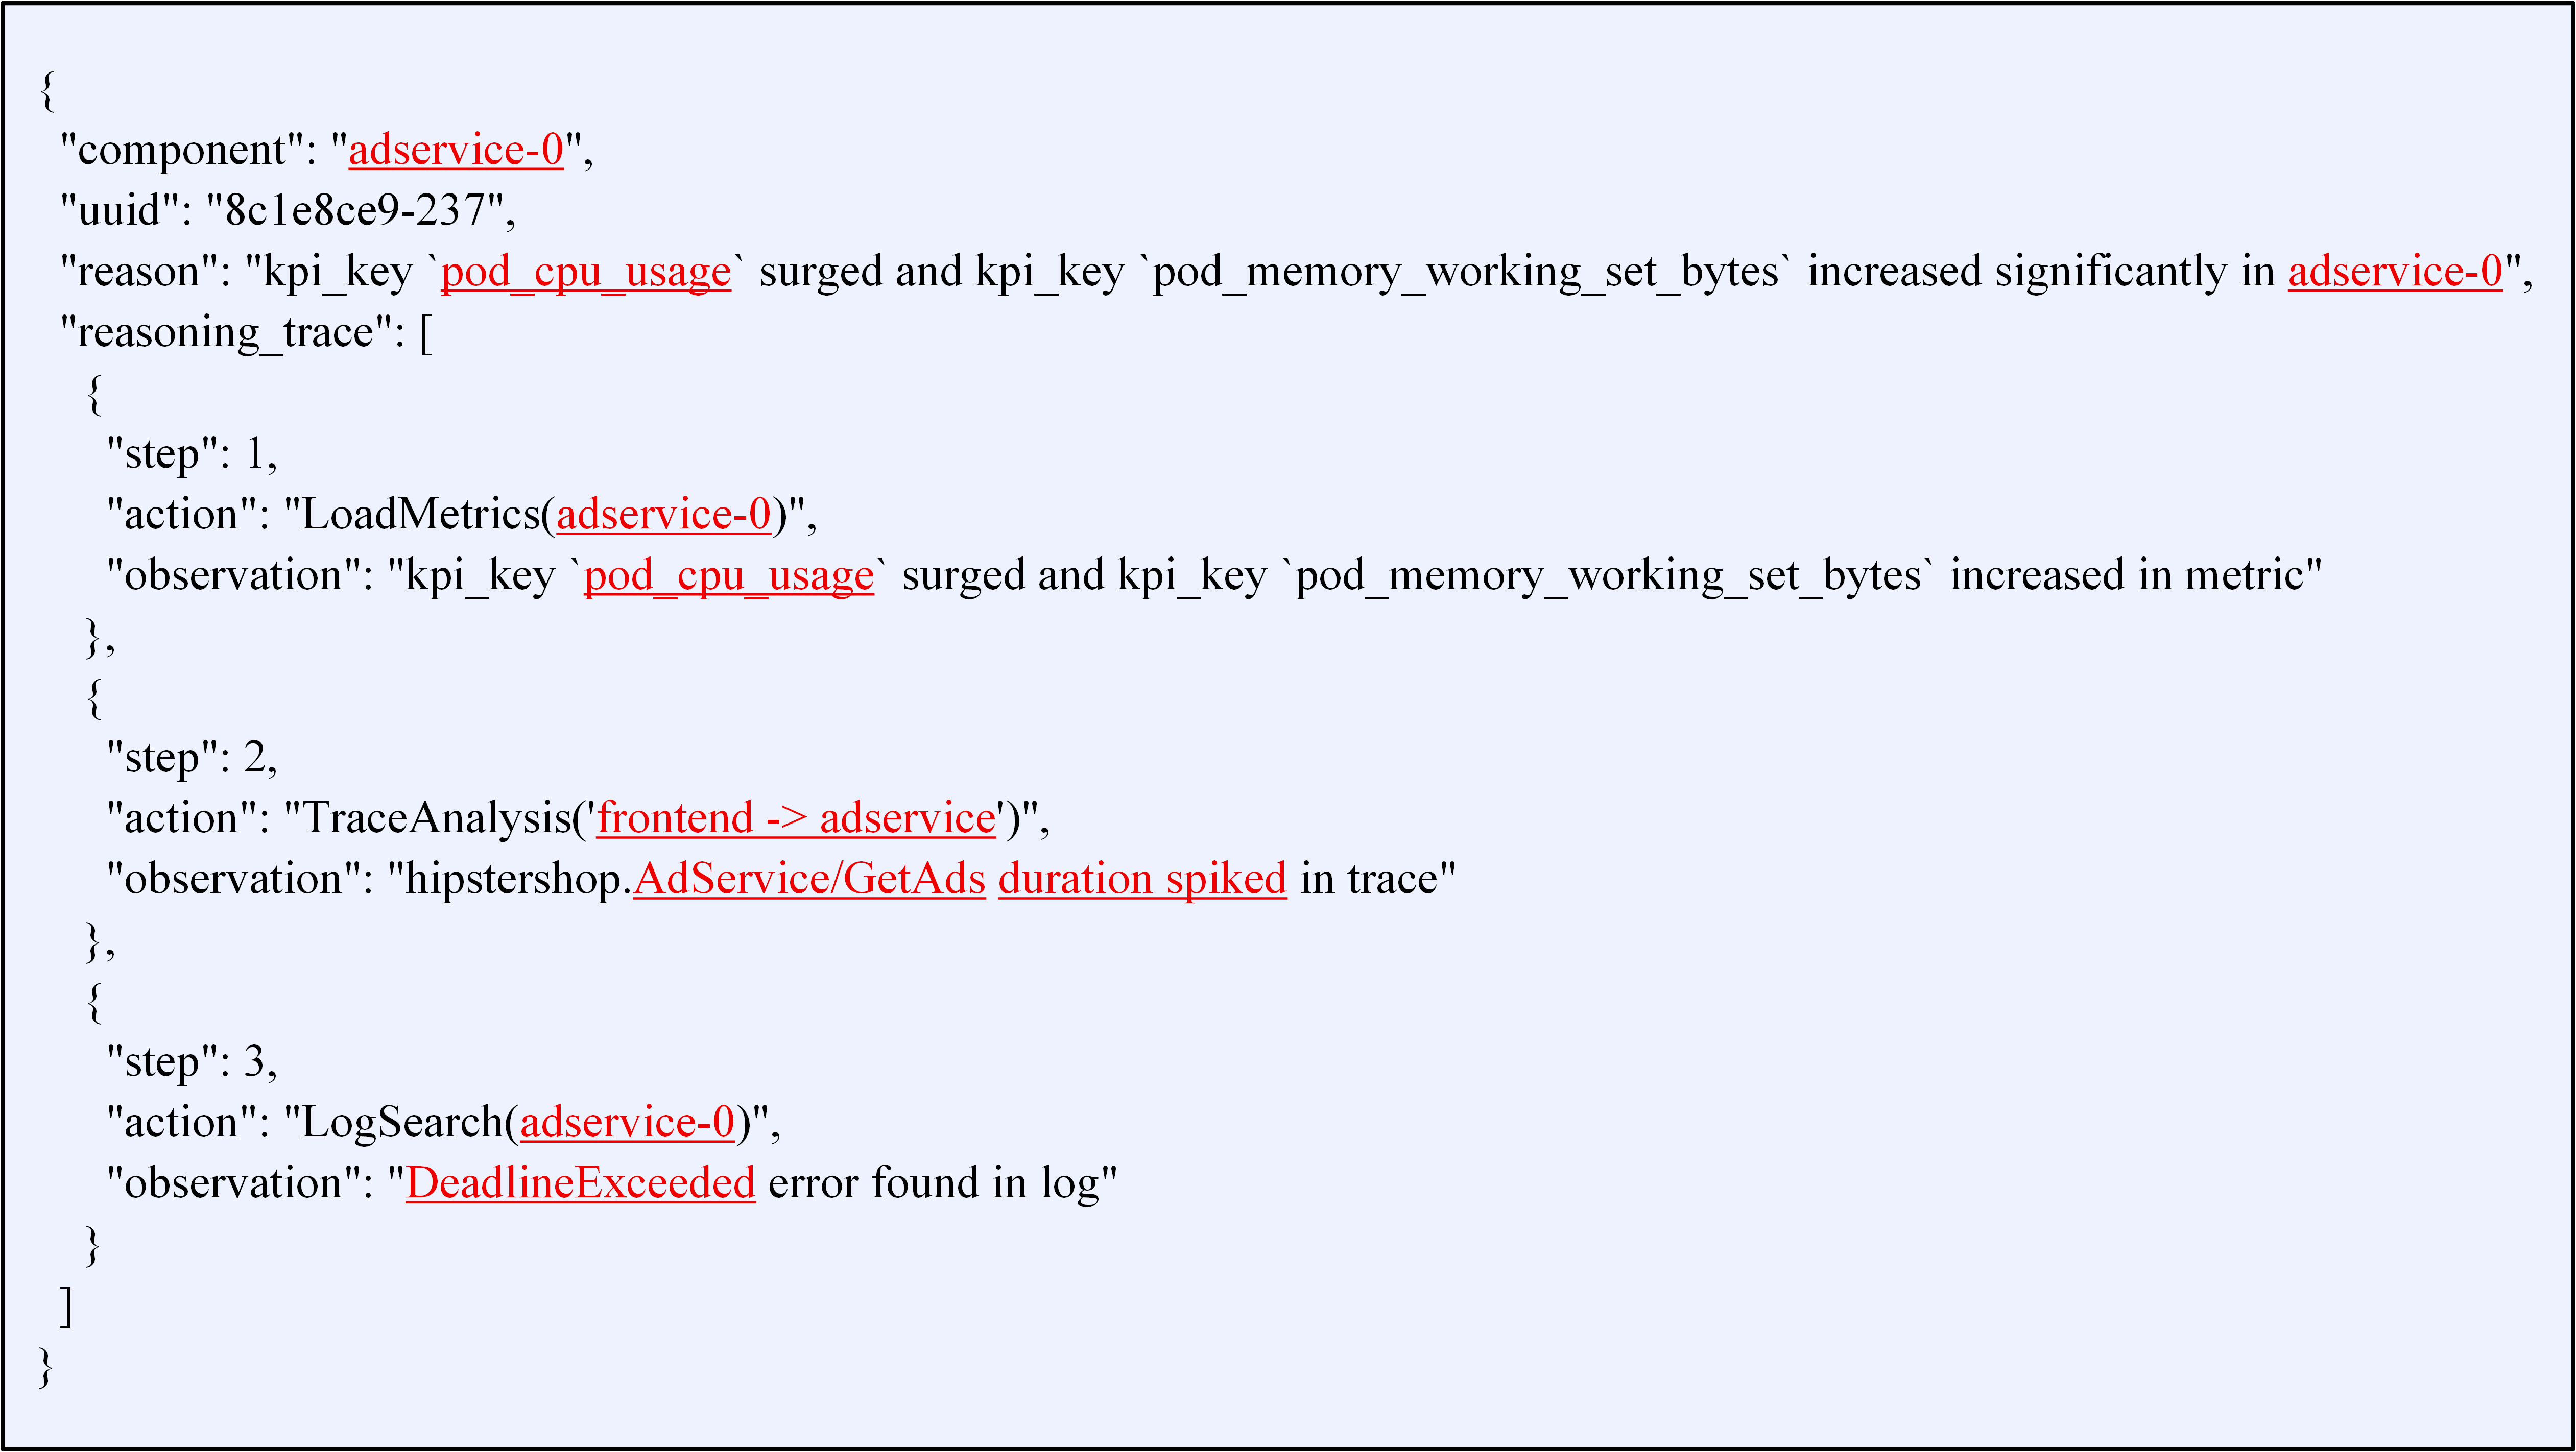 {
"component": "adservice-0",
"uuid": "8c1e8ce9-237",
"reason": "kpi_key `pod_cpu_usage` surged and kpi_key `pod_memory_working_set_bytes` increased significantly in adservice-0",
"reasoning_trace": [
{
"step": 1,
"action": "LoadMetrics(adservice-0)",
"observation": "kpi_key `pod_cpu_usage` surged and kpi_key `pod_memory_working_set_bytes` increased in metric"
},
{
"step": 2,
"action": "TraceAnalysis('frontend -> adservice')",
"observation": "hipstershop.AdService/GetAds duration spiked in trace"
},
{
"step": 3,
"action": "LogSearch(adservice-0)",
"observation": "DeadlineExceeded error found in log"
}
]
}